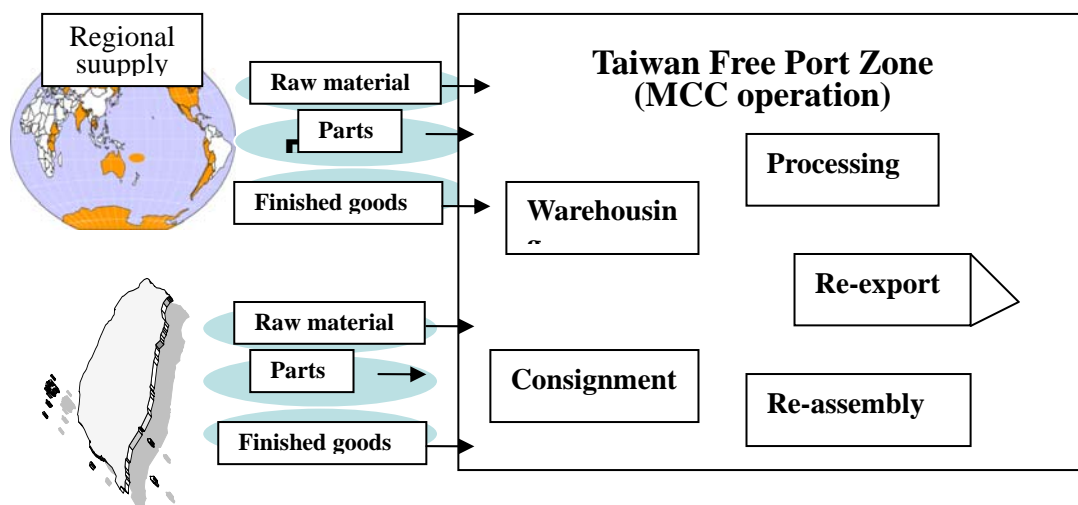 Regional
suupply
Raw material
Parts
Finished goods
Taiwan Free Port Zone
(MCC operation)
Processing
Warehousin
Re-export
Raw material
Parts
Finished goods
Consignment
Re-assembly